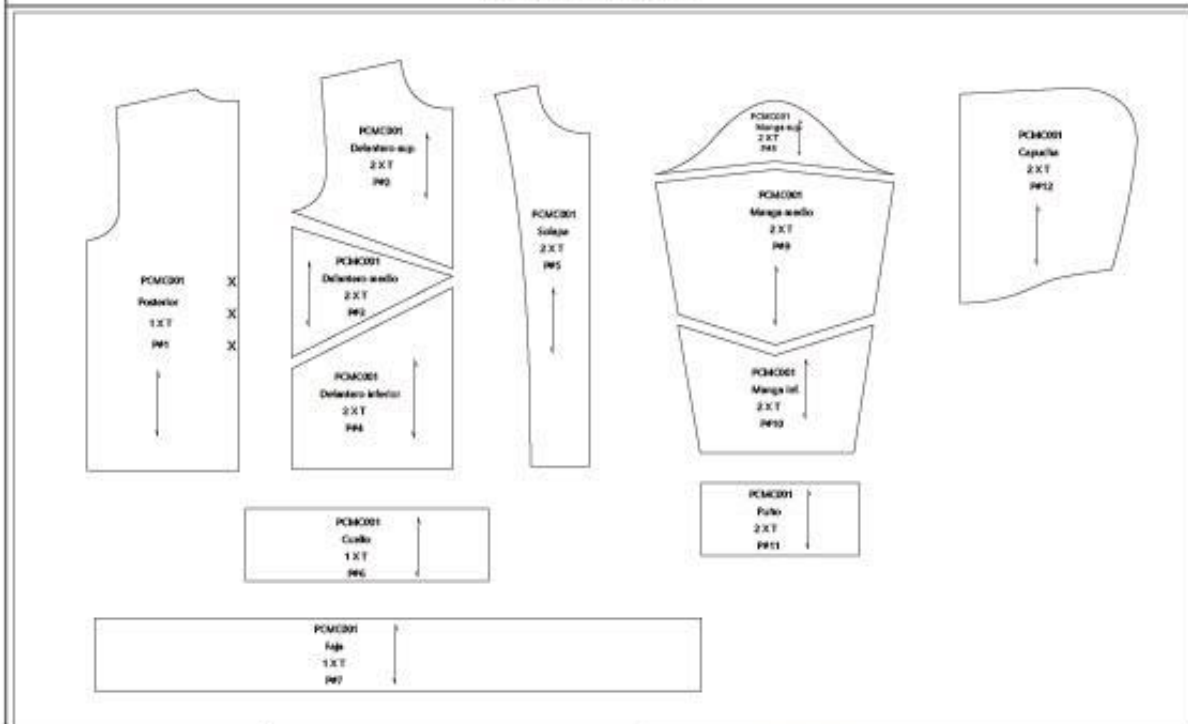 PCMC001
Posterior
1 X T
P#1
X
X
X
PCMC001
Delantero sup.
2 X T
P#2
PCMC001
Delantero medio
2 X T
P#3
PCMC001
Delantero inferior
2 X T
P#4
PCMC001
Solapa
2 X T
P#5
PCMC001
Manga sup.
2 X T
P#8
PCMC001
Manga medio
2 X T
P#9
PCMC001
Manga inf.
2 X T
P#10
PCMC001
Capucha
2 X T
P#12
PCMC001
Cuello
1 X T
P#6
PCMC001
Puño
2 X T
P#11
PCMC001
Faja
1 X T
P#7